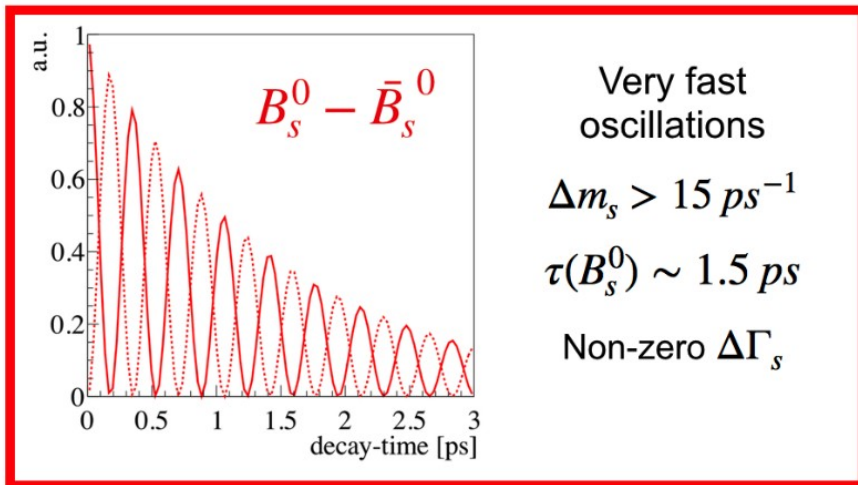 a.u.
1
0.8
0.6
0.4
0.2
0
0 0.5 1 1.5 2 2.5 3
decay-time [ps]
B_s^0 − B̄_s^0
Very fast
oscillations
Δm_s > 15 ps⁻¹
τ(B_s^0) ∼ 1.5 ps
Non-zero ΔΓ_s